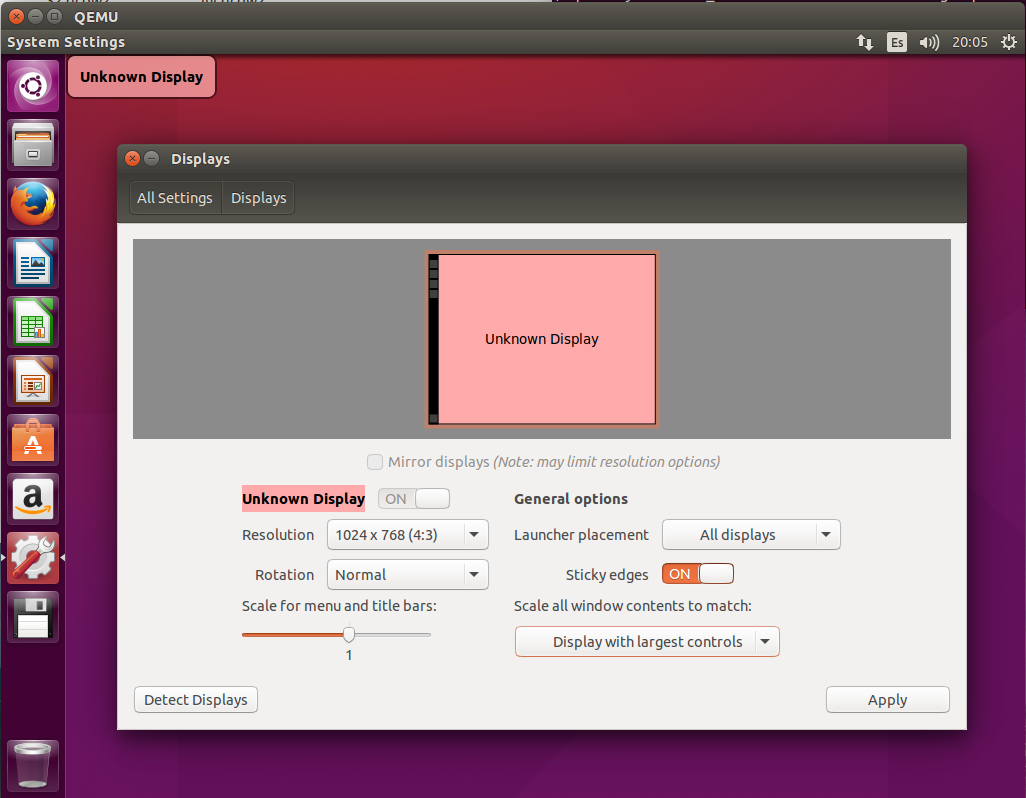 QEMU
System Settings
Es
20:05
Unknown Display
Displays
All Settings
Displays
Unknown Display
Mirror displays (Note: may limit resolution options)
Unknown Display
ON
General options
Resolution
1024 x 768 (4:3)
Launcher placement
All displays
Rotation
Normal
Sticky edges
ON
Scale for menu and title bars:
Scale all window contents to match:
1
Display with largest controls
Detect Displays
Apply